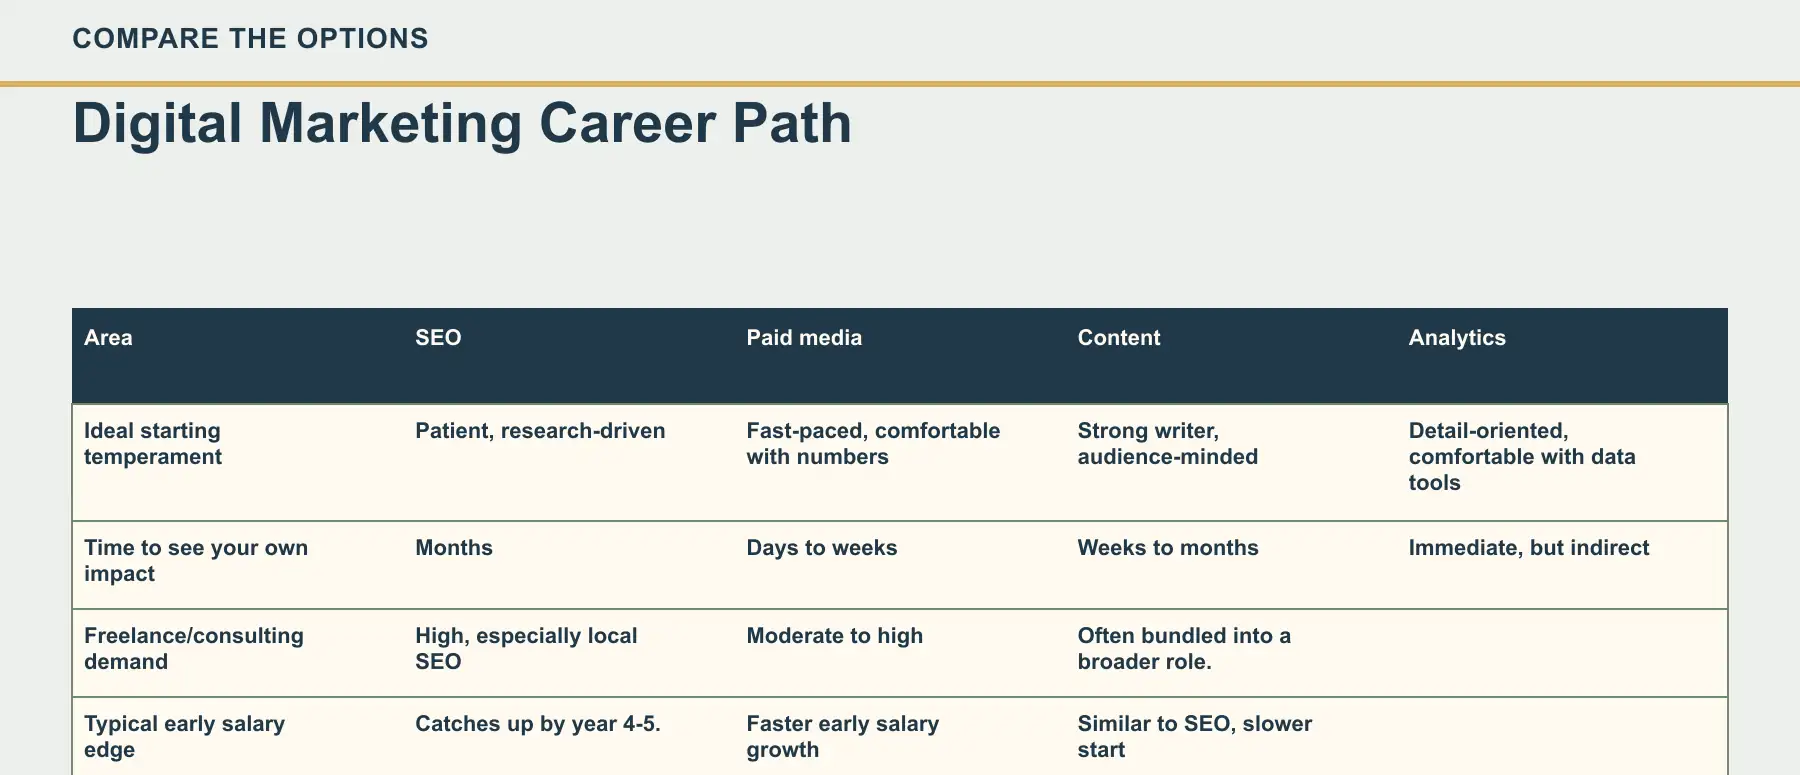 COMPARE THE OPTIONS
Digital Marketing Career Path
Area SEO Paid media Content Analytics
Ideal starting temperament Patient, research-driven Fast-paced, comfortable with numbers Strong writer, audience-minded Detail-oriented, comfortable with data tools
Time to see your own impact Months Days to weeks Weeks to months Immediate, but indirect
Freelance/consulting demand High, especially local SEO Moderate to high Often bundled into a broader role.
Typical early salary edge Catches up by year 4-5. Faster early salary growth Similar to SEO, slower start